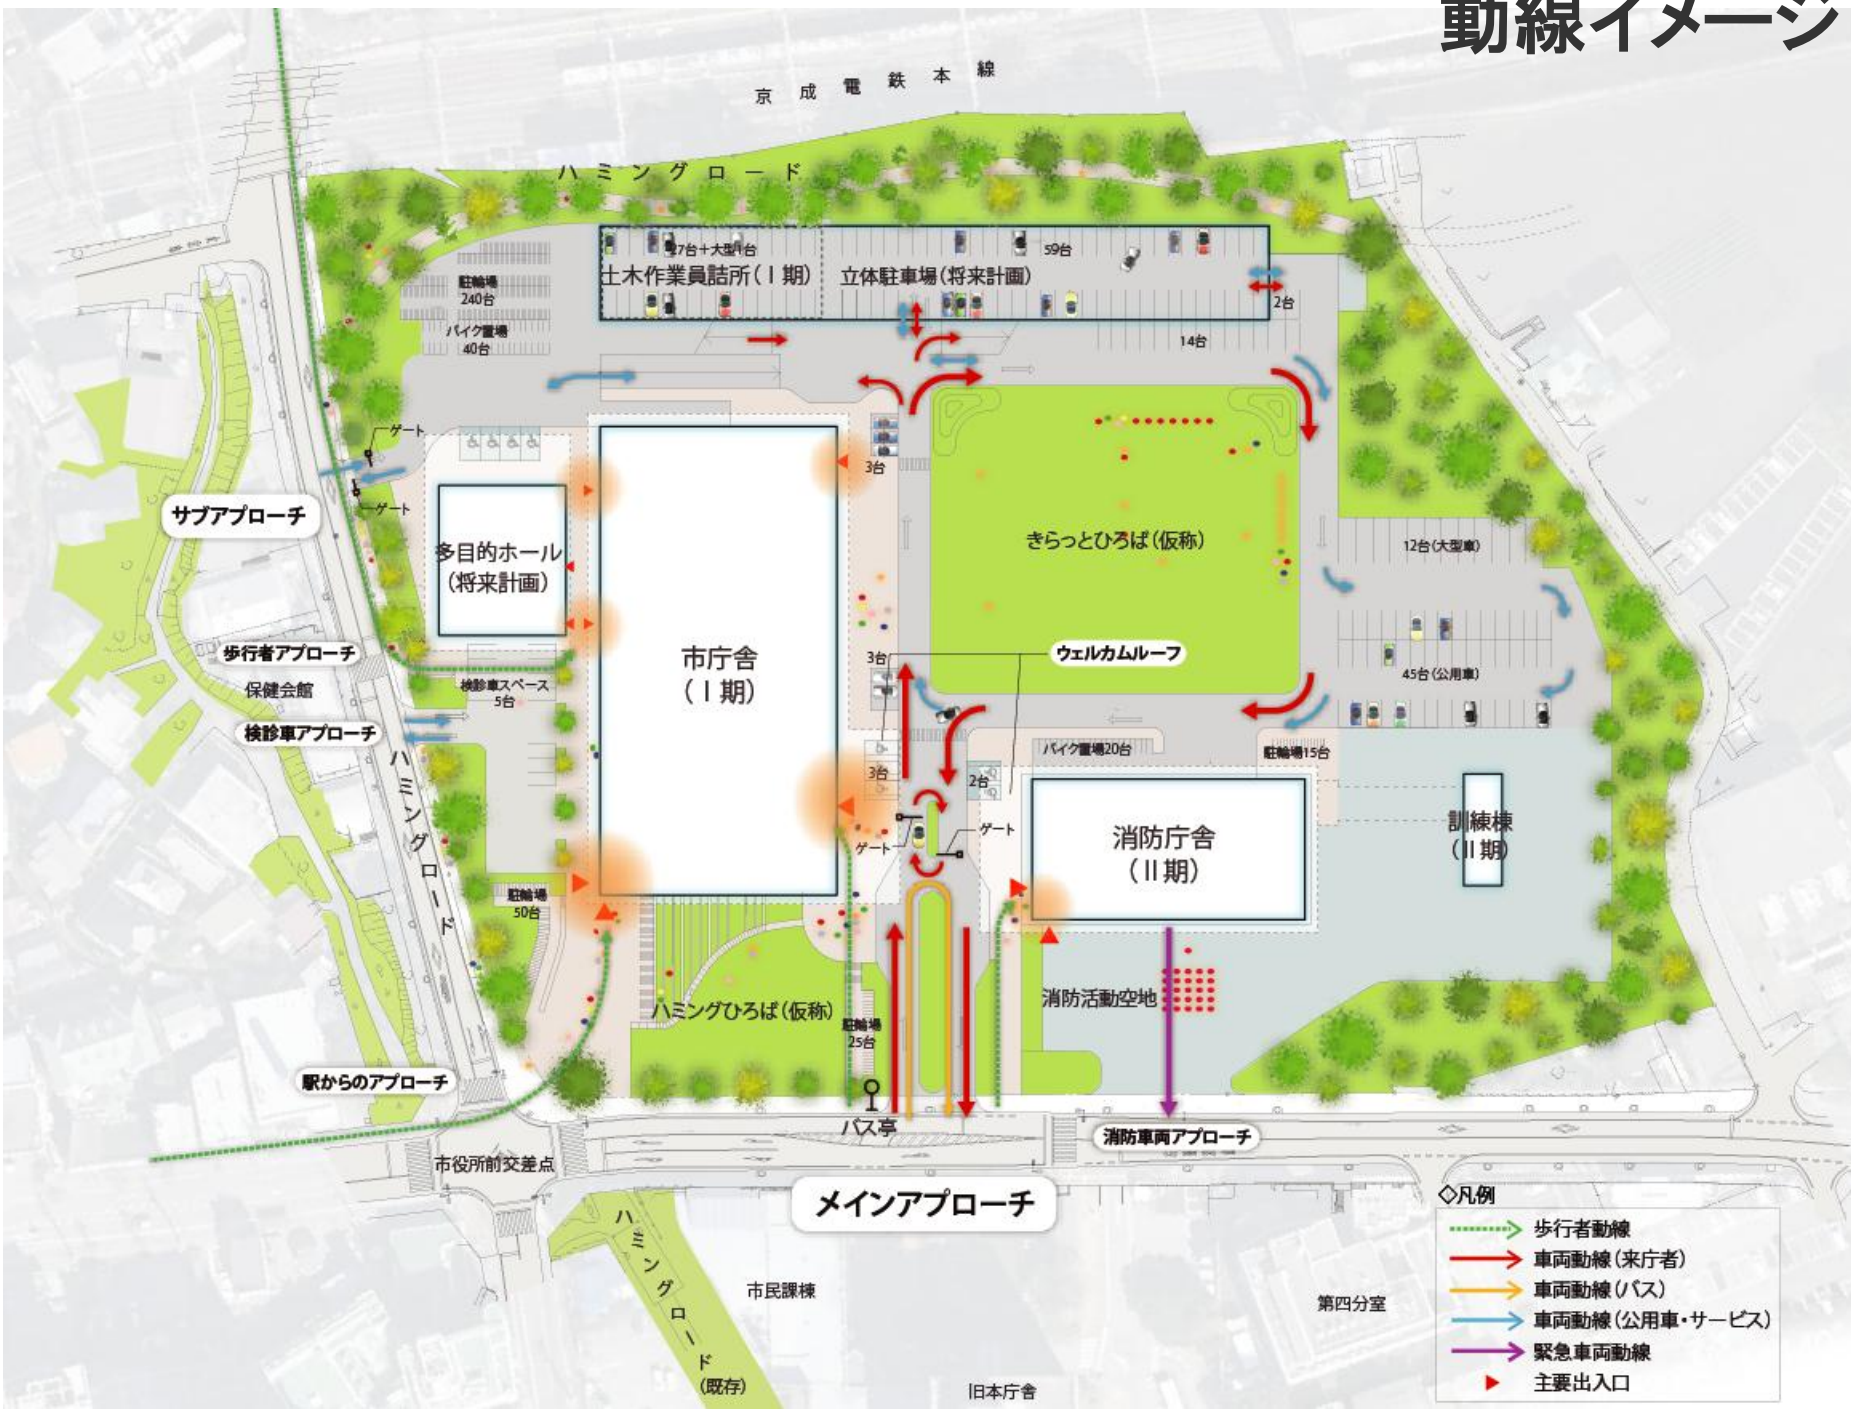 動線イメージ
京成電鉄本線
ハミングロード
27台+大型1台
59台
土木作業員詰所(Ⅰ期)
立体駐車場(将来計画)
駐輪場
240台
2台
バイク置場
40台
14台
ゲート
3台
サブアプローチ
ゲート
多目的ホール
(将来計画)
きらっとひろば(仮称)
12台(大型車)
歩行者アプローチ
市庁舎
(Ⅰ期)
3台
ウェルカムルーフ
保健会館
検診車スペース
5台
45台(公用車)
検診車アプローチ
ハミングロード
バイク置場20台
駐輪場15台
3台
2台
ゲート
ゲート
消防庁舎
(Ⅱ期)
訓練棟
(Ⅱ期)
駐輪場
50台
ハミングひろば(仮称)
消防活動空地
駐輪場
25台
駅からのアプローチ
バス亭
消防車両アプローチ
市役所前交差点
メインアプローチ
ハミングロード
(既存)
市民課棟
第四分室
旧本庁舎
◇凡例
歩行者動線
車両動線(来庁者)
車両動線(バス)
車両動線(公用車・サービス)
緊急車両動線
主要出入口